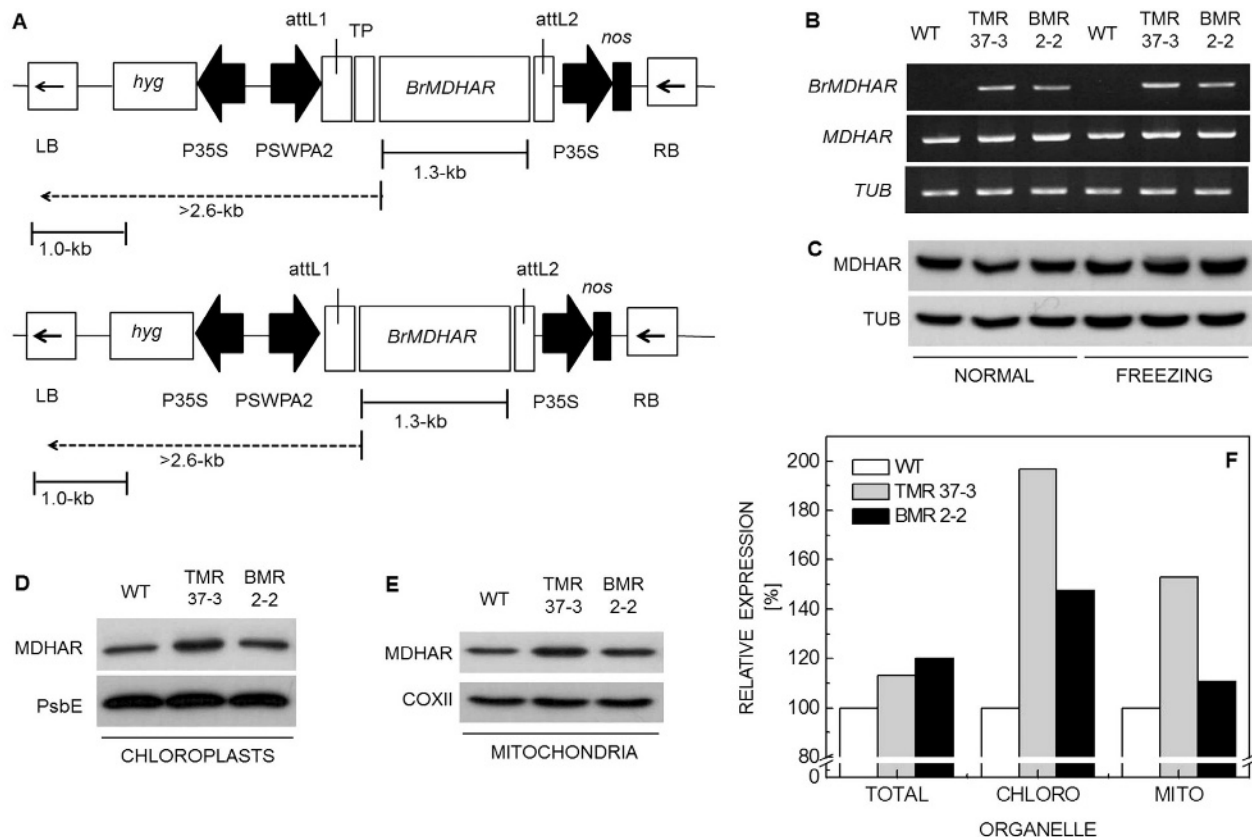 A
attL1
TP
attL2
nos
hyg
BrMDHAR
LB
P35S
PSWPA2
P35S
RB
1.3-kb
>2.6-kb
1.0-kb
attL1
attL2
nos
hyg
BrMDHAR
LB
P35S
PSWPA2
P35S
RB
1.3-kb
>2.6-kb
1.0-kb
B
WT TMR 37-3 BMR 2-2 WT TMR 37-3 BMR 2-2
BrMDHAR
MDHAR
TUB
C
MDHAR
TUB
NORMAL FREEZING
D
WT TMR 37-3 BMR 2-2
MDHAR
PsbE
CHLOROPLASTS
E
WT TMR 37-3 BMR 2-2
MDHAR
COXII
MITOCHONDRIA
F
WT
TMR 37-3
BMR 2-2
RELATIVE EXPRESSION
[%]
200
180
160
140
120
100
80
0
TOTAL CHLORO MITO
ORGANELLE